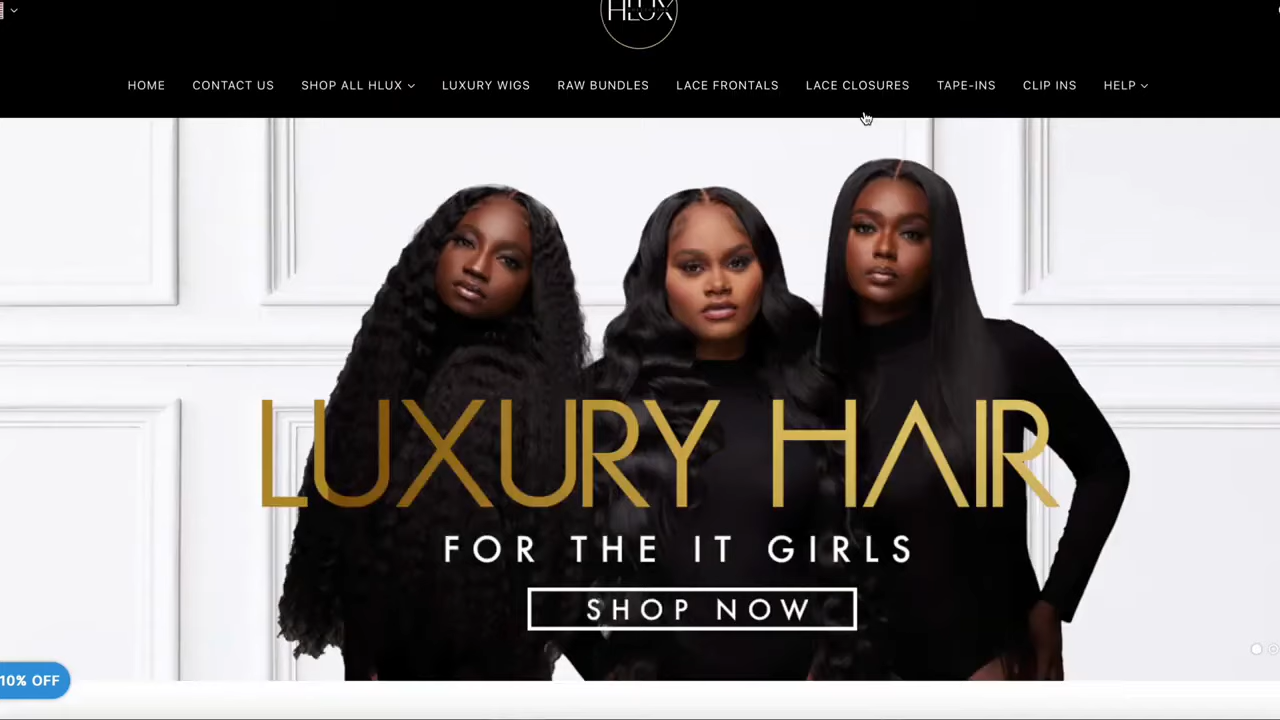 HLUX
HOME CONTACT US SHOP ALL HLUX LUXURY WIGS RAW BUNDLES LACE FRONTALS LACE CLOSURES TAPE-INS CLIP INS HELP
LUXURY HAIR
FOR THE IT GIRLS
SHOP NOW
10% OFF